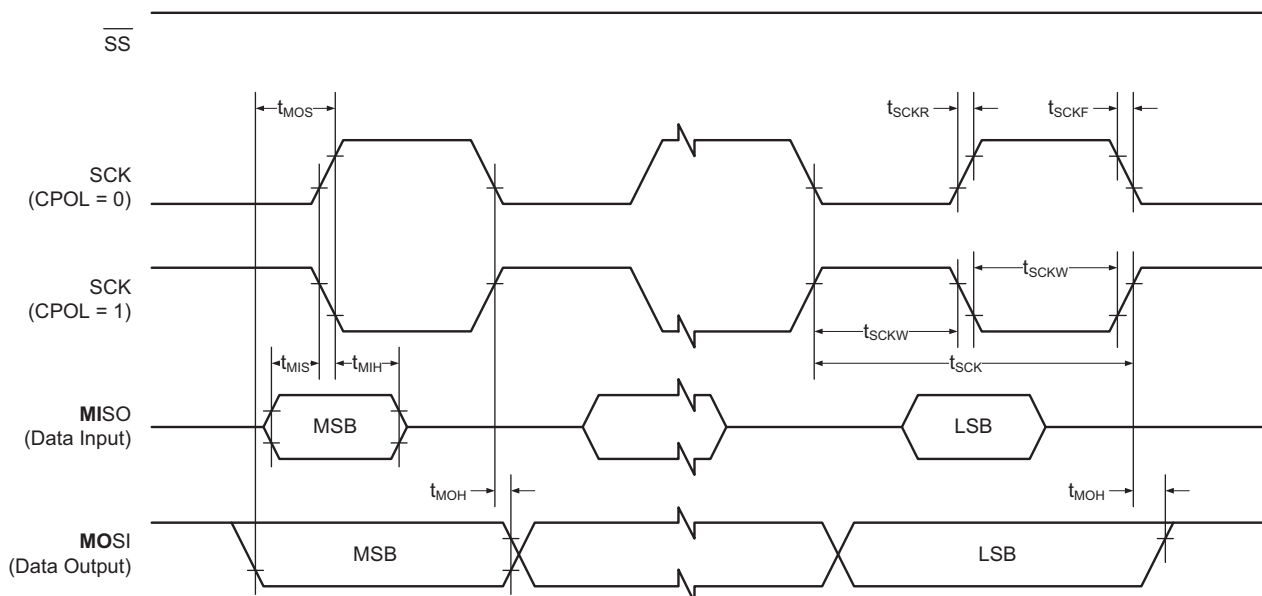 SS
tMOS
tSCKR
tSCKF
SCK
(CPOL = 0)
SCK
(CPOL = 1)
tSCKW
tSCKW
tMIS
tMIH
tSCK
MISO
(Data Input)
MSB
LSB
tMOH
tMOH
MOSI
(Data Output)
MSB
LSB